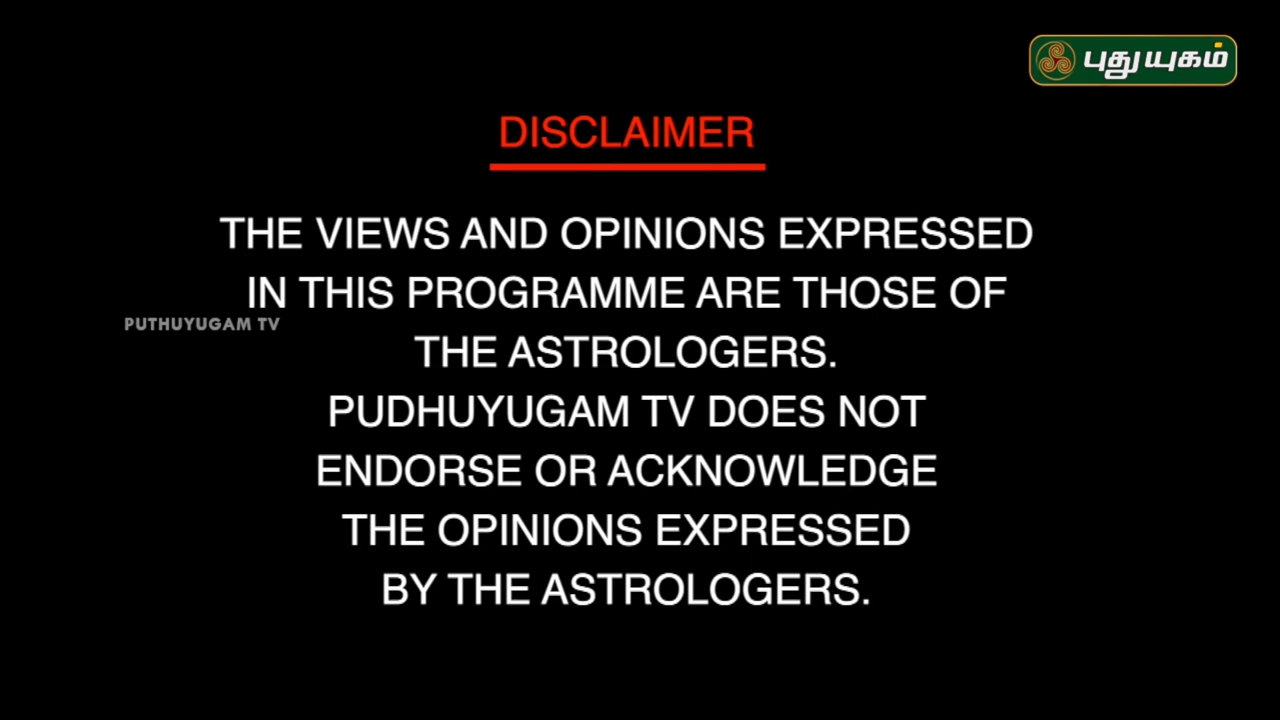 புதுயுகம்
DISCLAIMER
THE VIEWS AND OPINIONS EXPRESSED
IN THIS PROGRAMME ARE THOSE OF
PUTHUYUGAM TV
THE ASTROLOGERS.
PUDHUYUGAM TV DOES NOT
ENDORSE OR ACKNOWLEDGE
THE OPINIONS EXPRESSED
BY THE ASTROLOGERS.